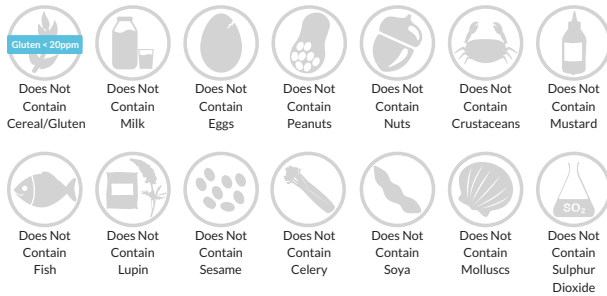 Gluten < 20ppm
Does Not Does Not Does Not Does Not Does Not Does Not Does Not
Contain Contain Contain Contain Contain Contain Contain
Cereal/Gluten Milk Eggs Peanuts Nuts Crustaceans Mustard
SO₂
Does Not Does Not Does Not Does Not Does Not Does Not Does Not
Contain Contain Contain Contain Contain Contain Contain
Fish Lupin Sesame Celery Soya Molluscs Sulphur
Dioxide